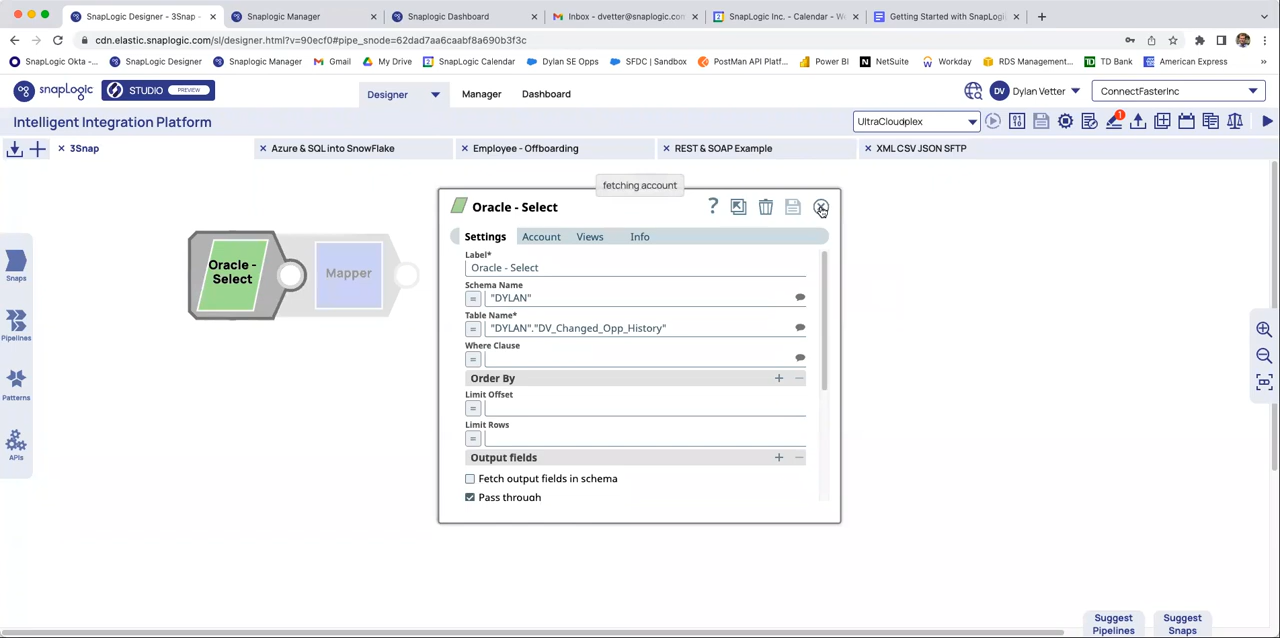 SnapLogic Designer - 3Snap -
Snaplogic Manager
Snaplogic Dashboard
Inbox - dvetter@snaplogic.con
SnapLogic Inc. - Calendar - W
Getting Started with SnapLogi
cdn.elastic.snaplogic.com/sl/designer.html?v=90ecf0#pipe_snode=62dad7aa6caabf8a690b3f3c
SnapLogic Okta -...
SnapLogic Designer
Snaplogic Manager
Gmail
My Drive
SnapLogic Calendar
Dylan SE Opps
SFDC | Sandbox
PostMan API Platf...
Power BI
NetSuite
Workday
RDS Management...
TD Bank
American Express
»
snapLogic
STUDIO PREVIEW
Designer
Manager
Dashboard
DV Dylan Vetter
ConnectFasterInc
Intelligent Integration Platform
UltraCloudplex
1
3Snap
Azure & SQL into SnowFlake
Employee - Offboarding
REST & SOAP Example
XML CSV JSON SOTP
fetching account
Oracle - Select
Settings
Account
Views
Info
Label*
Oracle - Select
Schema Name
= "DYLAN"
Table Name*
= "DYLAN"."DV_Changed_Opp_History"
Where Clause
=
Order By
Limit Offset
=
Limit Rows
=
Output fields
Fetch output fields in schema
Pass through
Oracle -
Select
Mapper
Snaps
Pipelines
Patterns
APIs
Suggest
Pipelines
Suggest
Snaps